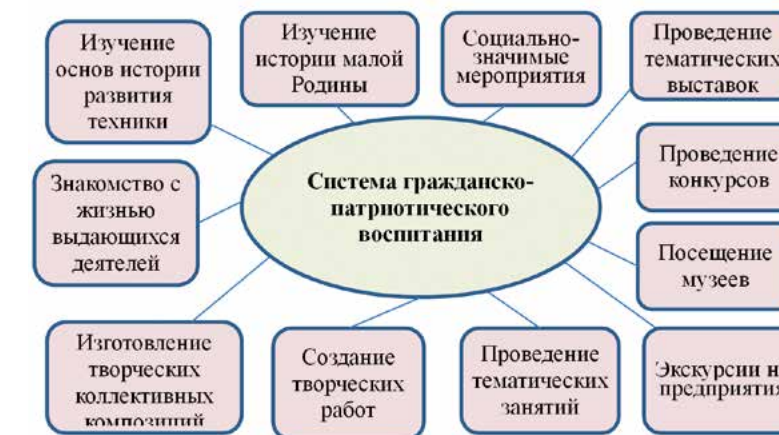 Изучение
основ истории
развития
техники
Изучение
истории малой
Родины
Социально-
значимые
мероприятия
Проведение
тематических
выставок
Знакомство с
жизнью
выдающихся
деятелей
Система гражданско-
патриотического
воспитания
Проведение
конкурсов
Посещение
музеев
Изготовление
творческих
коллективных
композиций
Создание
творческих
работ
Проведение
тематических
занятий
Экскурсии н
предприятия